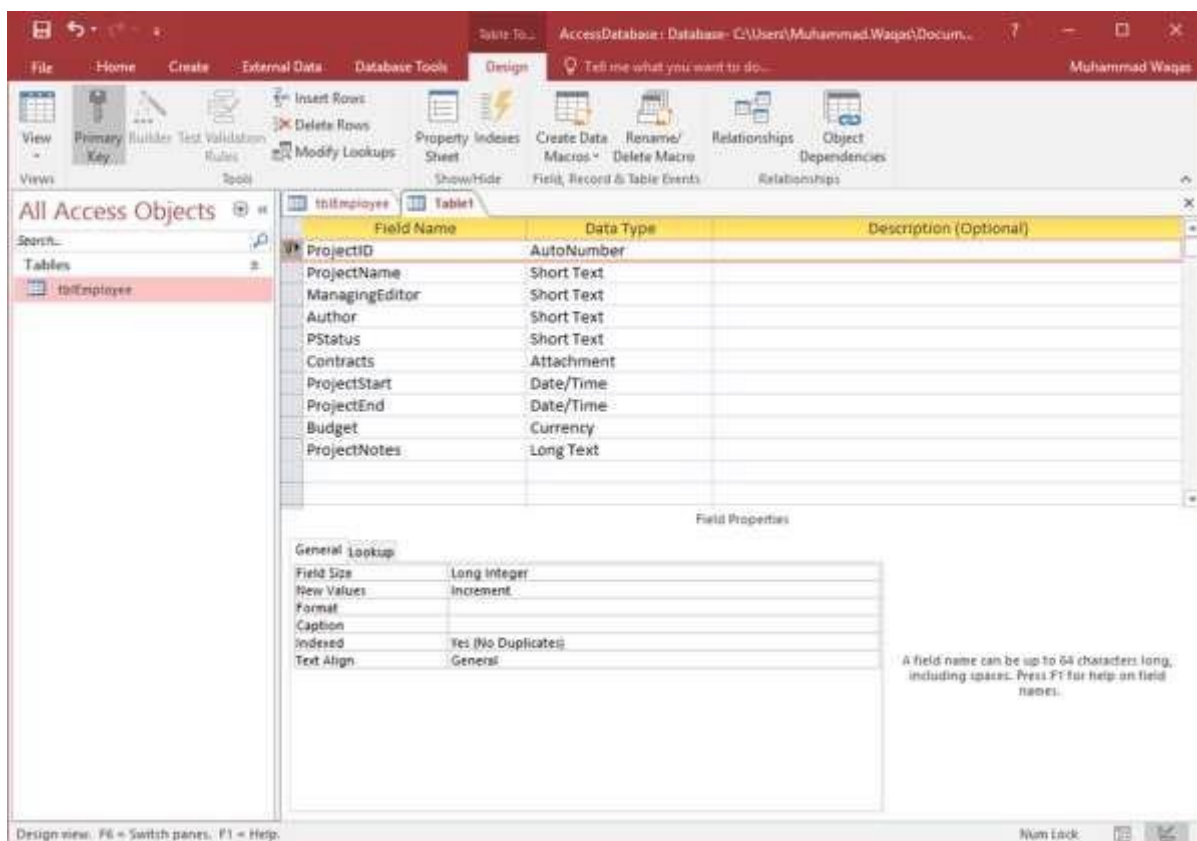 Table To... AccessDatabase : Database- C:\Users\Muhammad.Waqas\Docum... ?
File Home Create External Data Database Tools Design Tell me what you want to do... Muhammad Waqas
View Primary Key Builder Test Validation Rules Insert Rows Delete Rows Modify Lookups Property Sheet Indexes Create Data Macros Rename/ Delete Macro Relationships Object Dependencies
Views Tools Show/Hide Field, Record & Table Events Relationships
All Access Objects
Search...
Tables
tblEmployee
tblEmployee Table1
Field Name Data Type Description (Optional)
ProjectID AutoNumber
ProjectName Short Text
ManagingEditor Short Text
Author Short Text
PStatus Short Text
Contracts Attachment
ProjectStart Date/Time
ProjectEnd Date/Time
Budget Currency
ProjectNotes Long Text
Field Properties
General Lookup
Field Size Long Integer
New Values Increment
Format
Caption
Indexed Yes (No Duplicates)
Text Align General
A field name can be up to 64 characters long,
including spaces. Press F1 for help on field
names.
Design view. F6 = Switch panes. F1 = Help. Num Lock